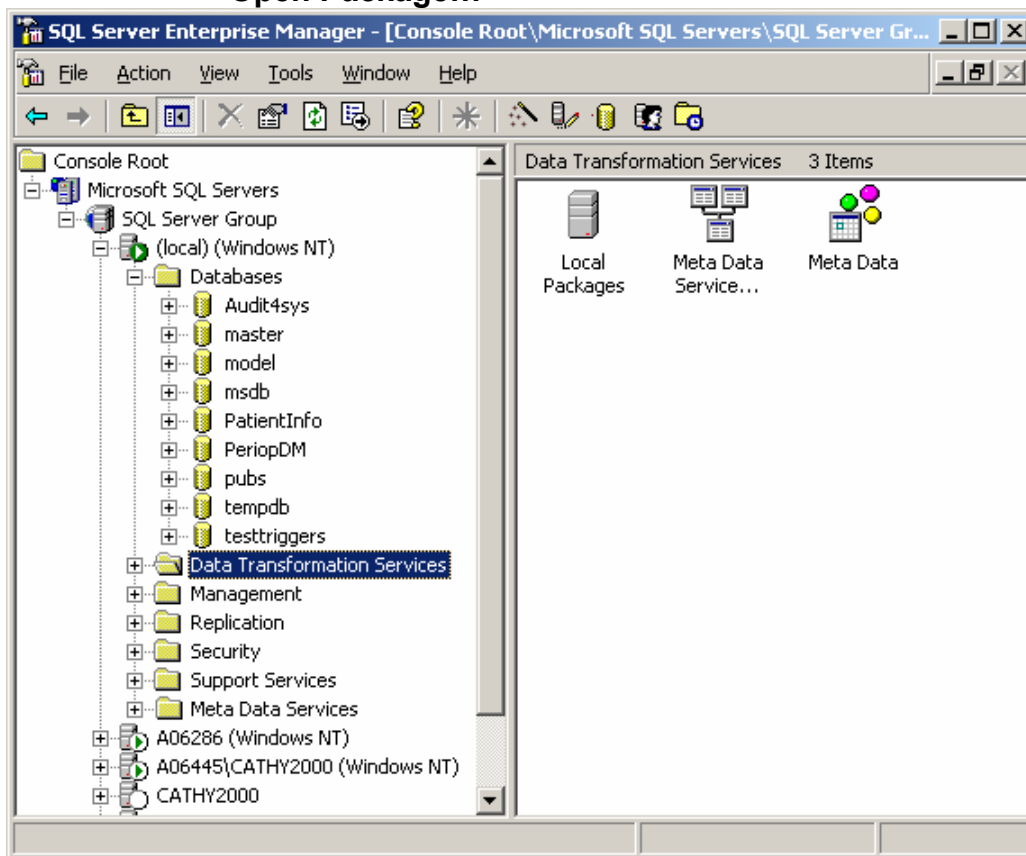 Open Package...
SQL Server Enterprise Manager - [Console Root\Microsoft SQL Servers\SQL Server Gr...
File Action View Tools Window Help
Console Root
Microsoft SQL Servers
SQL Server Group
(local) (Windows NT)
Databases
Audit4sys
master
model
msdb
PatientInfo
PeriopDM
pubs
tempdb
testtriggers
Data Transformation Services
Management
Replication
Security
Support Services
Meta Data Services
A06286 (Windows NT)
A06445\CATHY2000 (Windows NT)
CATHY2000
Data Transformation Services 3 Items
Local
Packages
Meta Data
Service...
Meta Data